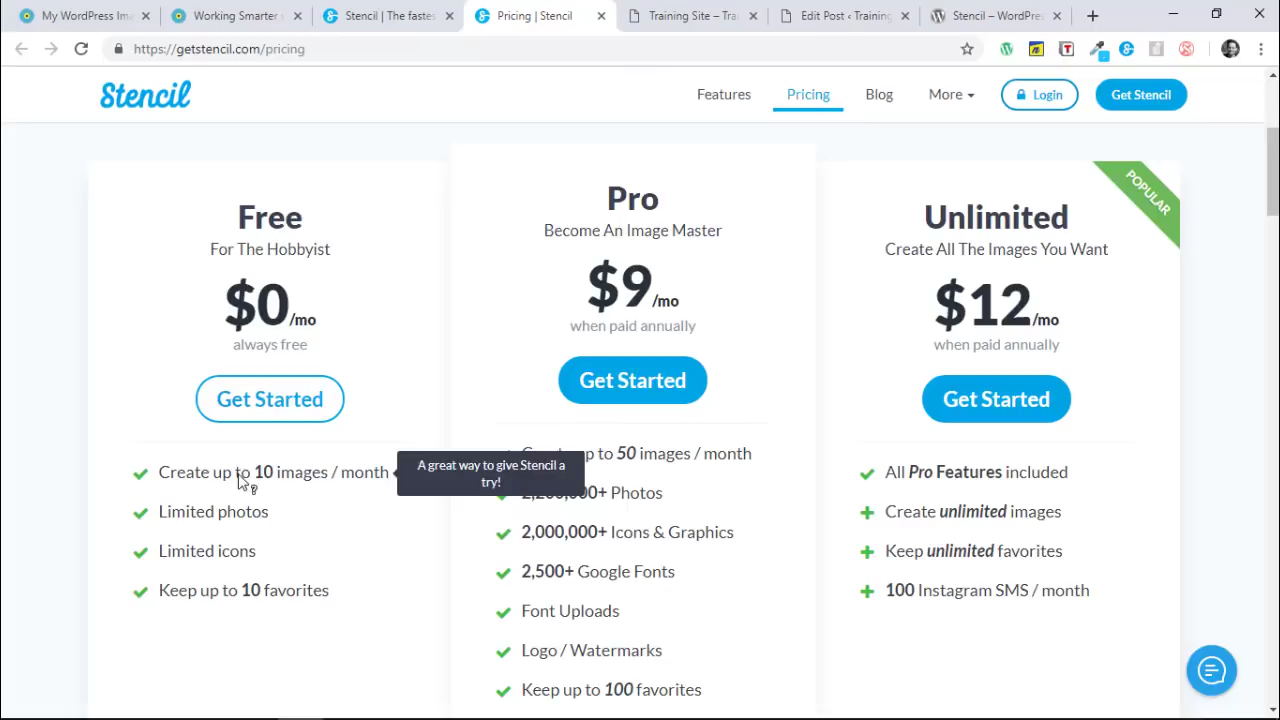 My WordPress Ima
Working Smarter
Stencil | The fastes
Pricing | Stencil
Training Site – Tra
Edit Post ‹ Training
Stencil – WordPres
https://getstencil.com/pricing
Stencil
Features
Pricing
Blog
More
Login
Get Stencil
Free
For The Hobbyist
$0/mo
always free
Get Started
Create up to 10 images / month
A great way to give Stencil a
try!
Limited photos
Limited icons
Keep up to 10 favorites
Pro
Become An Image Master
$9/mo
when paid annually
Get Started
up to 50 images / month
2,200,000+ Photos
2,000,000+ Icons & Graphics
2,500+ Google Fonts
Font Uploads
Logo / Watermarks
Keep up to 100 favorites
POPULAR
Unlimited
Create All The Images You Want
$12/mo
when paid annually
Get Started
All Pro Features included
Create unlimited images
Keep unlimited favorites
100 Instagram SMS / month